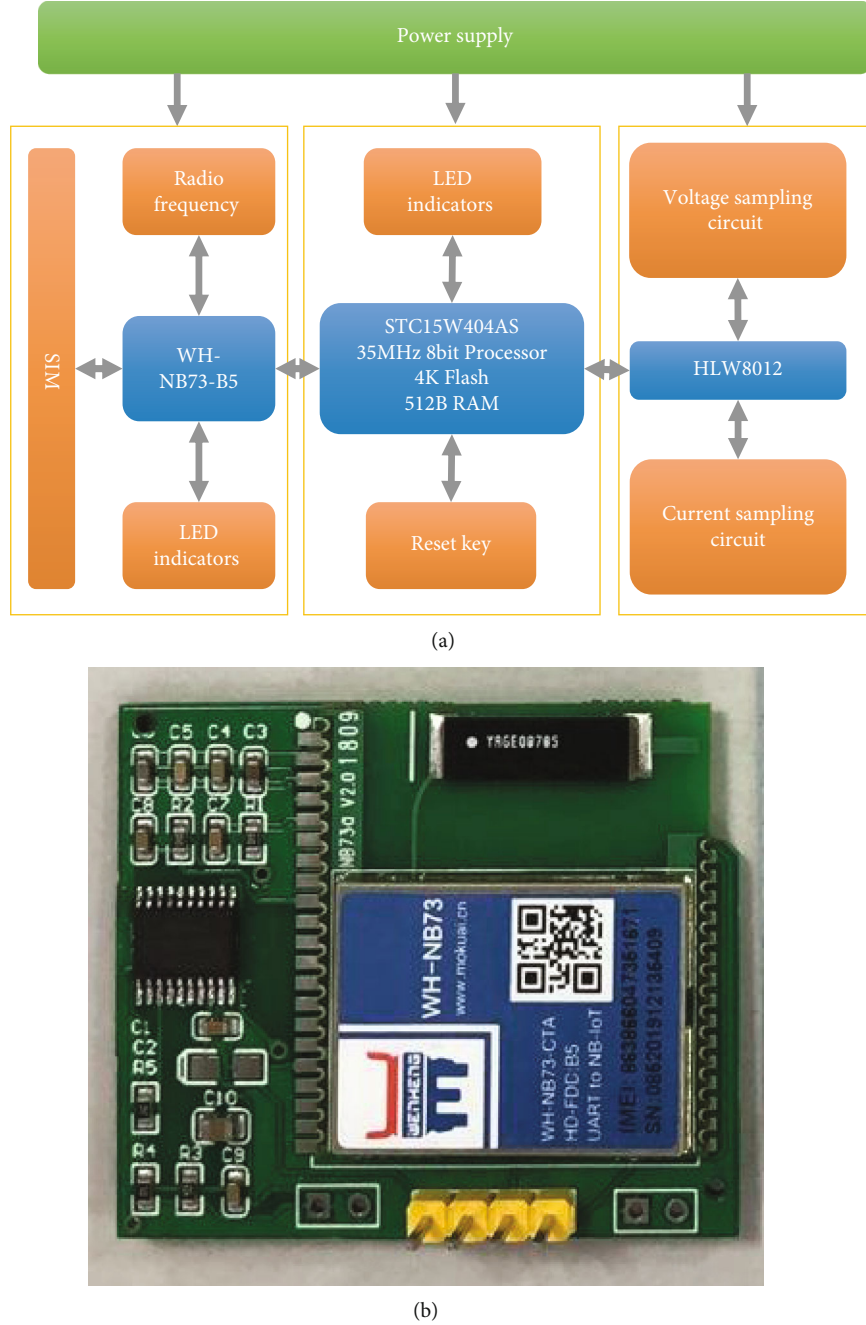 Power supply
SIM
Radio
frequency
WH-
NB73-B5
LED
indicators
LED
indicators
STC15W404AS
35MHz 8bit Processor
4K Flash
512B RAM
Reset key
Voltage sampling
circuit
HLW8012
Current sampling
circuit
(a)
C5 C4 C3
C8 R2 C7
NB73a V2.0 1809
WH-NB73
www.mokuai.cn
WENHENG
WH-NB73-CTA
HD-FDC:B5
UART to NB-IoT
C1
C2
R5
C10
R4 R3 C9
(b)